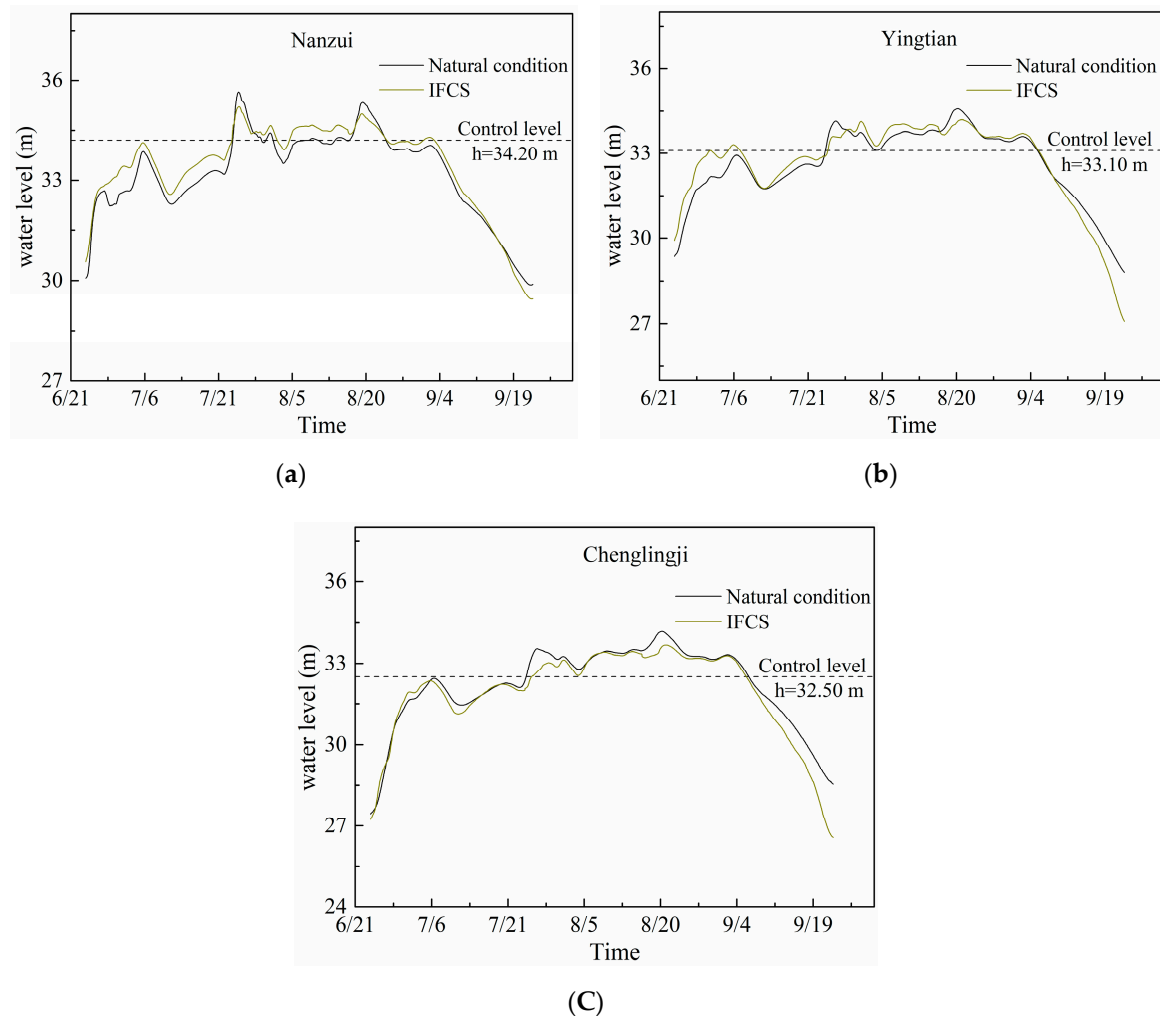 Nanzui
Natural condition
IFCS
Control level
h=34.20 m
water level (m)
36
33
30
27
6/21 7/6 7/21 8/5 8/20 9/4 9/19
Time
(a)
Yingtian
Natural condition
IFCS
Control level
h=33.10 m
water level (m)
36
33
30
27
6/21 7/6 7/21 8/5 8/20 9/4 9/19
Time
(b)
Chenglingji
Natural condition
IFCS
Control level
h=32.50 m
water level (m)
36
33
30
27
24
6/21 7/6 7/21 8/5 8/20 9/4 9/19
Time
(C)